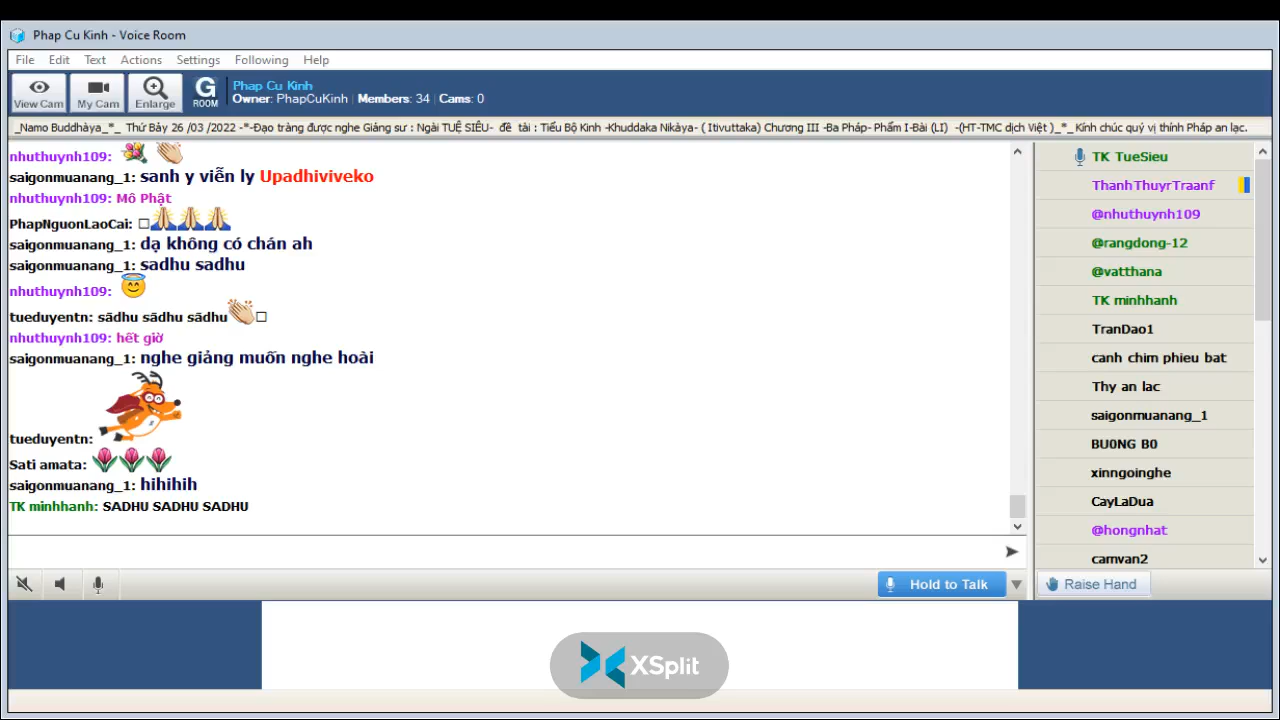 Phap Cu Kinh - Voice Room
File Edit Text Actions Settings Following Help
View Cam My Cam Enlarge G ROOM
Phap Cu Kinh
Owner: PhapCuKinh | Members: 34 | Cams: 0
_Namo Buddhàya_*_ Thứ Bảy 26 /03 /2022 -*-Đạo tràng được nghe Giảng sư : Ngài TUỆ SIÊU- đề tài : Tiểu Bộ Kinh -Khuddaka Nikàya- ( Itivuttaka) Chương III -Ba Pháp- Phẩm I-Bài (LI) -(HT-TMC dịch Việt )_*_ Kính chúc quý vị thính Pháp an lạc.
nhuthuynh109:
saigonmuanang_1: sanh y viễn ly Upadhiviveko
nhuthuynh109: Mô Phật
PhapNguonLaoCai:
saigonmuanang_1: dạ không có chán ah
saigonmuanang_1: sadhu sadhu
nhuthuynh109:
tueduyentn: sādhu sādhu sādhu
nhuthuynh109: hết giờ
saigonmuanang_1: nghe giảng muốn nghe hoài
tueduyentn:
Sati amata:
saigonmuanang_1: hihihih
TK minhhanh: SADHU SADHU SADHU
TK TueSieu
ThanhThuyrTraanf
@nhuthuynh109
@rangdong-12
@vatthana
TK minhhanh
TranDao1
canh chim phieu bat
Thy an lac
saigonmuanang_1
BU0NG B0
xinngoinghe
CayLaDua
@hongnhat
camvan2
Hold to Talk
Raise Hand
XSplit